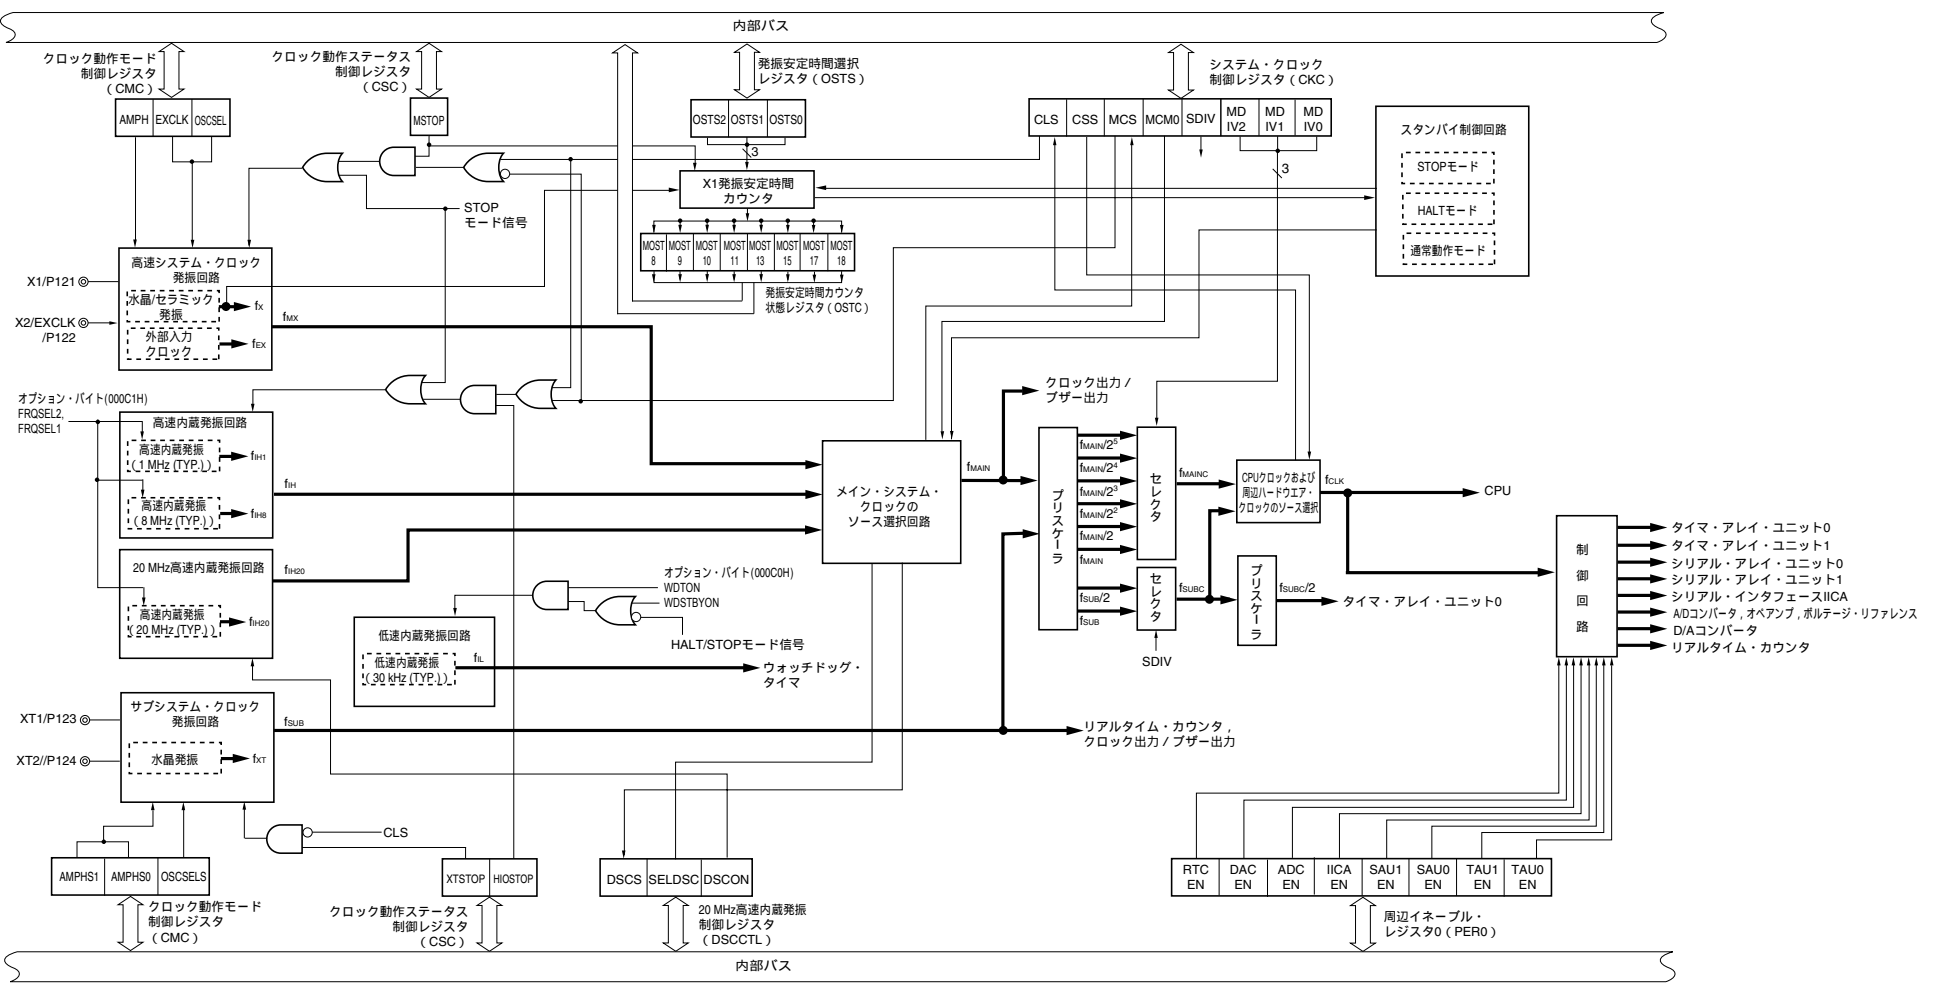 内部バス
クロック動作モード
制御レジスタ
（CMC）
クロック動作ステータス
制御レジスタ
（CSC）
発振安定時間選択
レジスタ（OSTS）
システム・クロック
制御レジスタ（CKC）
AMPH EXCLK OSCSEL
MSTOP
OSTS2 OSTS1 OSTS0
CLS CSS MCS MCM0 SDIV MD IV2 MD IV1 MD IV0
3
3
スタンバイ制御回路
STOPモード
HALTモード
通常動作モード
X1発振安定時間
カウンタ
STOP
モード信号
MOST 8 MOST 9 MOST 10 MOST 11 MOST 13 MOST 15 MOST 17 MOST 18
発振安定時間カウンタ
状態レジスタ（OSTC）
高速システム・クロック
発振回路
X1/P121
水晶/セラミック
発振
fX
X2/EXCLK
/P122
外部入力
クロック
fEX
fMX
オプション・バイト(000C1H)
FRQSEL2,
FRQSEL1
高速内蔵発振回路
高速内蔵発振
（1 MHz (TYP.)）
fIH1
fIH
高速内蔵発振
（8 MHz (TYP.)）
fIH8
20 MHz高速内蔵発振回路
fIH20
高速内蔵発振
（20 MHz (TYP.)）
fIH20
メイン・システム・
クロックの
ソース選択回路
fMAIN
クロック出力 /
ブザー出力
プリスケーラ
fMAIN/2⁵
fMAIN/2⁴
fMAIN/2³
fMAIN/2²
fMAIN/2
fMAIN
fSUB/2
fSUB
セレクタ
fMAINC
セレクタ
fSUBC
SDIV
CPUクロックおよび
周辺ハードウエア・
クロックのソース選択
fCLK
CPU
プリスケーラ
fSUBC/2
タイマ・アレイ・ユニット0
制御回路
タイマ・アレイ・ユニット0
タイマ・アレイ・ユニット1
シリアル・アレイ・ユニット0
シリアル・アレイ・ユニット1
シリアル・インタフェースIICA
A/Dコンバータ , オペアンプ , ボルテージ・リファレンス
D/Aコンバータ
リアルタイム・カウンタ
オプション・バイト(000C0H)
WDTON
WDSTBYON
HALT/STOPモード信号
低速内蔵発振回路
低速内蔵発振
（30 kHz (TYP.)）
fIL
ウォッチドッグ・
タイマ
サブシステム・クロック
発振回路
XT1/P123
XT2//P124
水晶発振
fXT
fSUB
リアルタイム・カウンタ ,
クロック出力 / ブザー出力
CLS
AMPHS1 AMPHS0 OSCSELS
XTSTOP HIOSTOP
DSCS SELDSC DSCON
RTC EN DAC EN ADC EN IICA EN SAU1 EN SAU0 EN TAU1 EN TAU0 EN
クロック動作モード
制御レジスタ
（CMC）
クロック動作ステータス
制御レジスタ
（CSC）
20 MHz高速内蔵発振
制御レジスタ
（DSCCTL）
周辺イネーブル・
レジスタ0（PER0）
内部バス